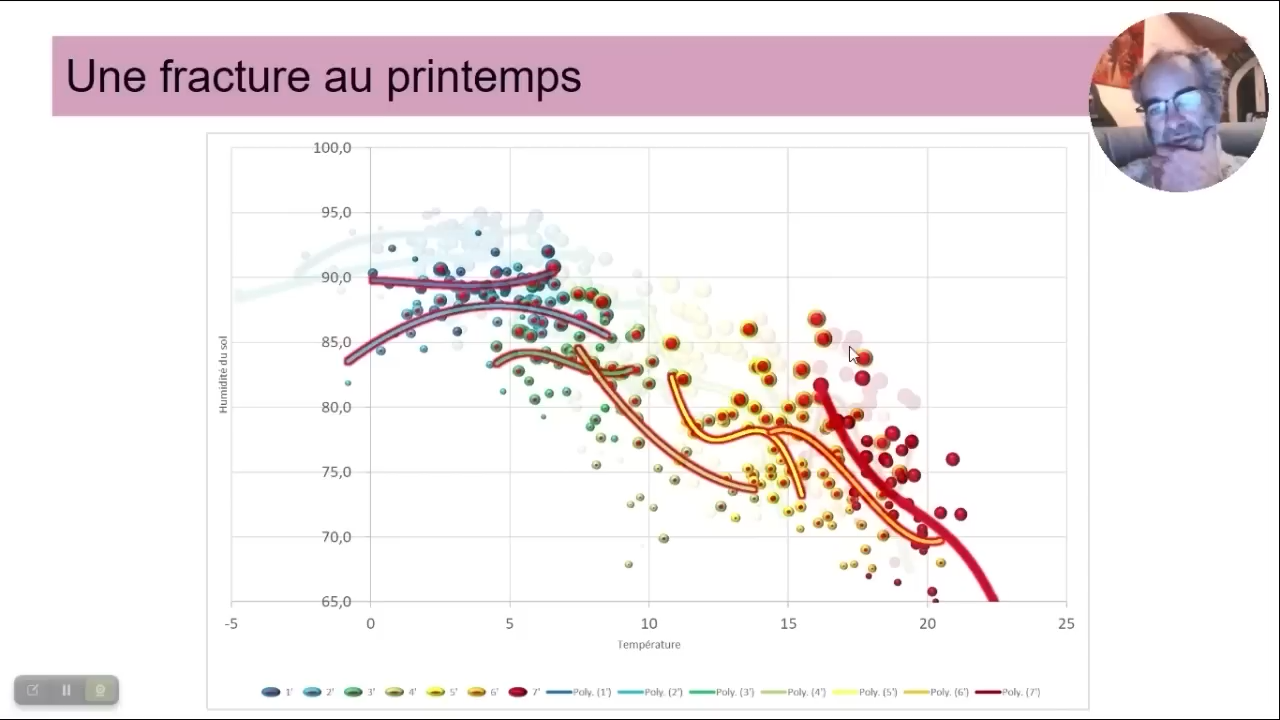 Une fracture au printemps
100,0
95,0
90,0
85,0
80,0
75,0
70,0
65,0
Humidité du sol
-5 0 5 10 15 20 25
Température
1' 2' 3' 4' 5' 6' 7' Poly. (1') Poly. (2') Poly. (3') Poly. (4') Poly. (5') Poly. (6') Poly. (7')